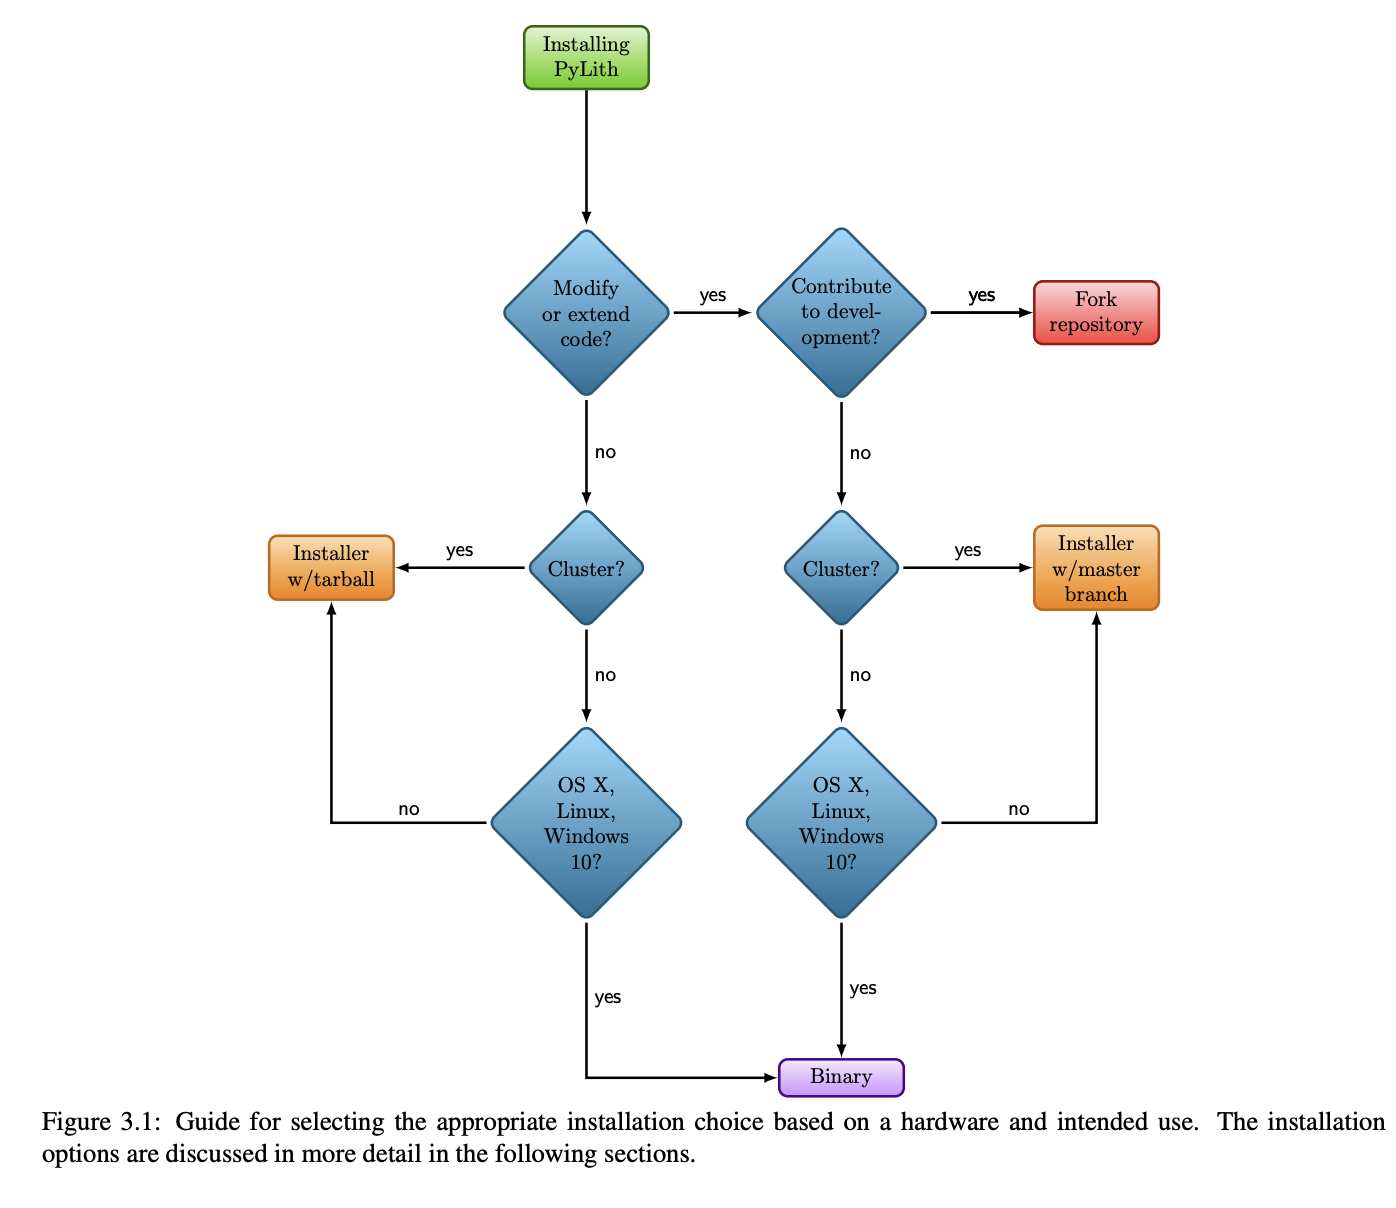 Installing
PyLith
Modify
or extend
code?
yes
Contribute
to devel-
opment?
yes
Fork
repository
no
no
Installer
w/tarball
yes
Cluster?
Cluster?
yes
Installer
w/master
branch
no
no
OS X,
Linux,
Windows
10?
no
OS X,
Linux,
Windows
10?
no
yes
yes
Binary
Figure 3.1: Guide for selecting the appropriate installation choice based on a hardware and intended use. The installation
options are discussed in more detail in the following sections.